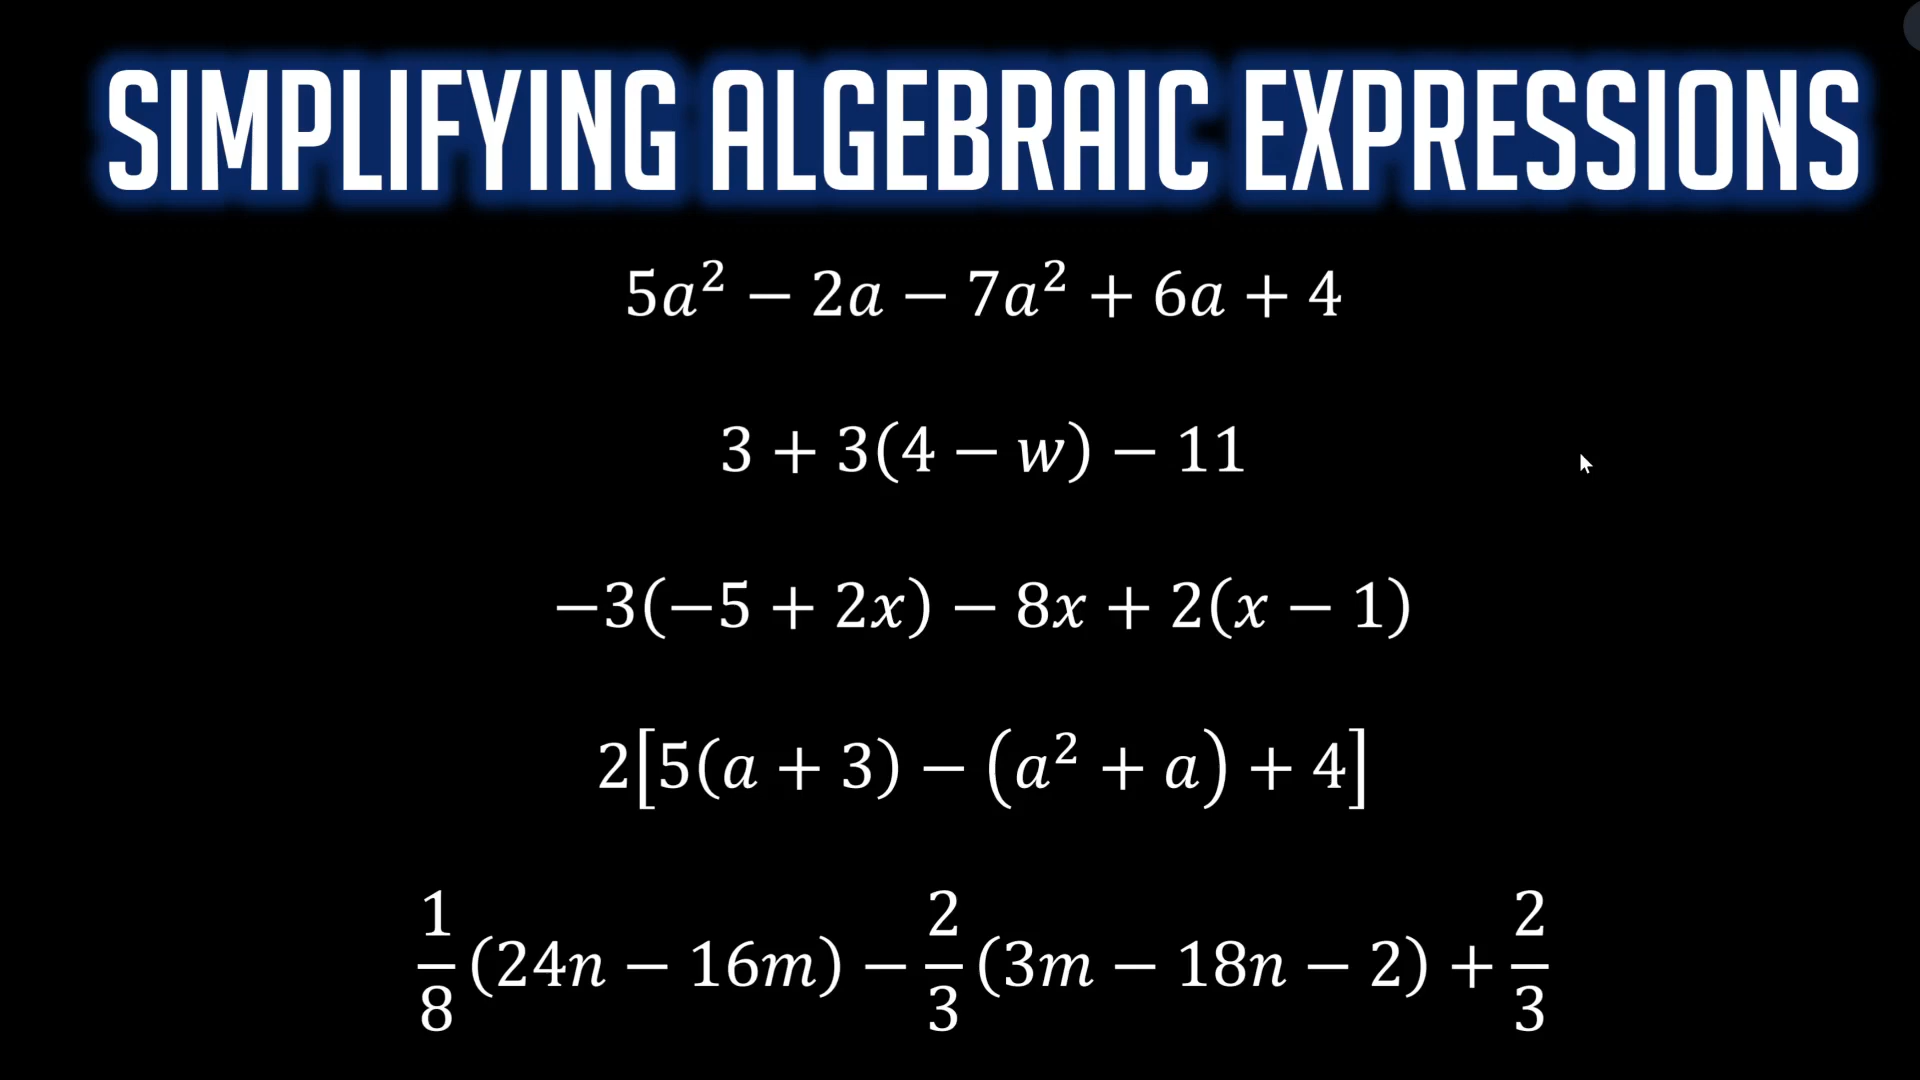 SIMPLIFYING ALGEBRAIC EXPRESSIONS
5a² − 2a − 7a² + 6a + 4
3 + 3(4 − w) − 11
−3(−5 + 2x) − 8x + 2(x − 1)
2[5(a + 3) − (a² + a) + 4]
1/8(24n − 16m) − 2/3(3m − 18n − 2) + 2/3